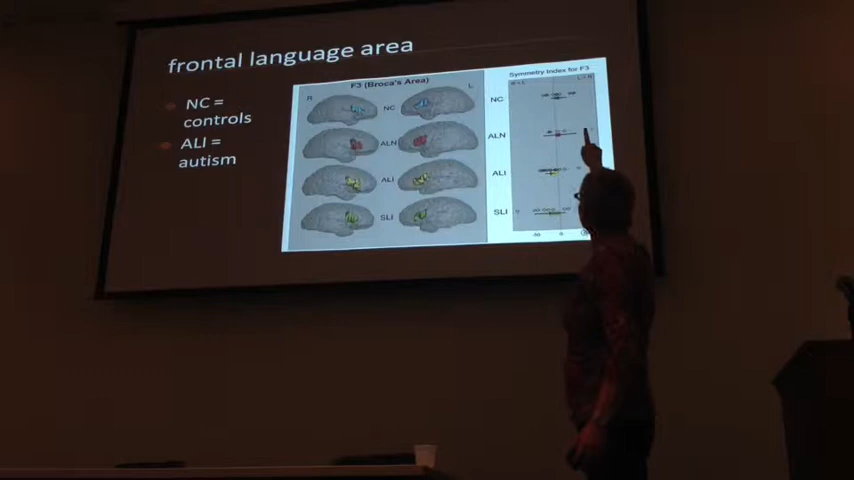 frontal language area
NC =
controls
ALI =
autism
F3 (Broca's Area)
R
L
NC
ALN
ALI
SLI
Symmetry Index for F3
NC
ALN
ALI
SLI